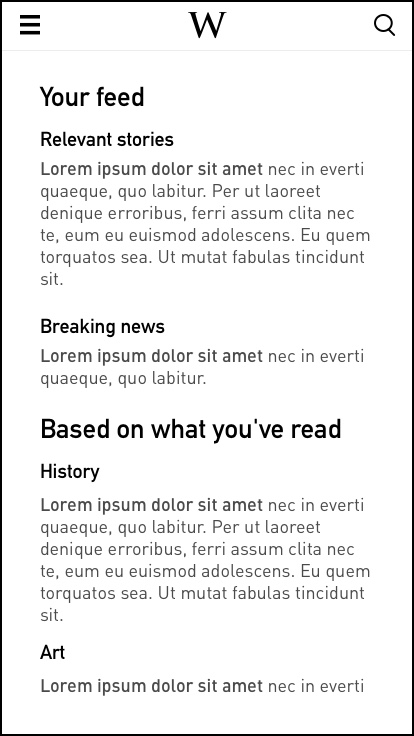 W
Your feed
Relevant stories
Lorem ipsum dolor sit amet nec in everti
quaeque, quo labitur. Per ut laoreet
denique erroribus, ferri assum clita nec
te, eum eu euismod adolescens. Eu quem
torquatos sea. Ut mutat fabulas tincidunt
sit.
Breaking news
Lorem ipsum dolor sit amet nec in everti
quaeque, quo labitur.
Based on what you've read
History
Lorem ipsum dolor sit amet nec in everti
quaeque, quo labitur. Per ut laoreet
denique erroribus, ferri assum clita nec
te, eum eu euismod adolescens. Eu quem
torquatos sea. Ut mutat fabulas tincidunt
sit.
Art
Lorem ipsum dolor sit amet nec in everti